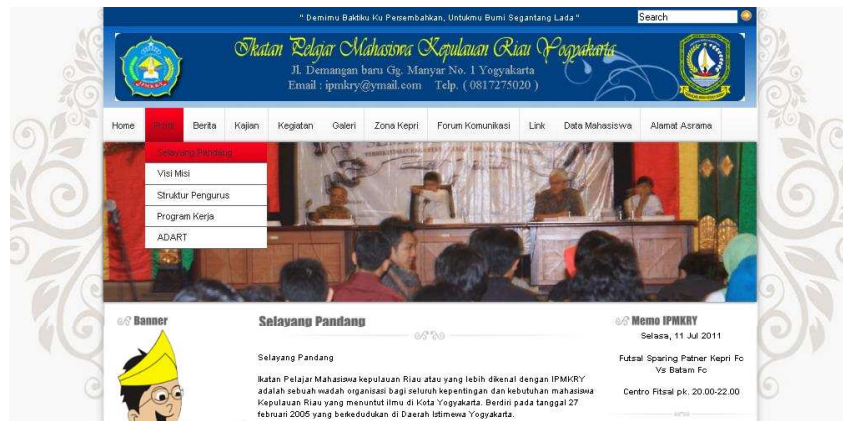 " Demimu Baktiku Ku Persembahkan, Untukmu Bumi Segantang Lada "
Search
Ikatan Pelajar Mahasiswa Kepulauan Riau Yogyakarta
Jl. Demangan baru Gg. Manyar No. 1 Yogyakarta
Email : ipmkry@ymail.com Telp. ( 0817275020 )
Home Profil Berita Kajian Kegiatan Galeri Zona Kepri Forum Komunikasi Link Data Mahasiswa Alamat Asrama
Selayang Pandang
Visi Misi
Struktur Pengurus
Program Kerja
ADART
Banner
Selayang Pandang
Selayang Pandang
Ikatan Pelajar Mahasiswa kepulauan Riau atau yang lebih dikenal dengan IPMKRY
adalah sebuah wadah organisasi bagi seluruh kepentingan dan kebutuhan mahasiswa
Kepulauan Riau yang menuntut ilmu di Kota Yogyakarta. Berdiri pada tanggal 27
februari 2005 yang berkedudukan di Daerah Istimewa Yogyakarta.
Memo IPMKRY
Selasa, 11 Jul 2011
Futsal Sparing Patner Kepri Fc
Vs Batam Fc
Centro Fitsal pk. 20.00-22.00